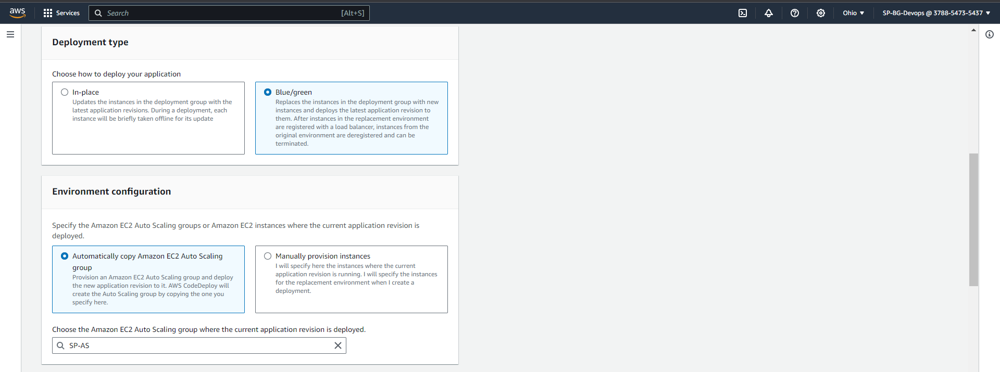 aws
Services
Search
[Alt+S]
Ohio
SP-BG-Devops @ 3788-5473-5437
Deployment type
Choose how to deploy your application
In-place
Updates the instances in the deployment group with the
latest application revisions. During a deployment, each
instance will be briefly taken offline for its update
Blue/green
Replaces the instances in the deployment group with new
instances and deploys the latest application revision to
them. After instances in the replacement environment
are registered with a load balancer, instances from the
original environment are deregistered and can be
terminated.
Environment configuration
Specify the Amazon EC2 Auto Scaling groups or Amazon EC2 instances where the current application revision is
deployed.
Automatically copy Amazon EC2 Auto Scaling
group
Provision an Amazon EC2 Auto Scaling group and deploy
the new application revision to it. AWS CodeDeploy will
create the Auto Scaling group by copying the one you
specify here.
Manually provision instances
I will specify here the instances where the current
application revision is running. I will specify the instances
for the replacement environment when I create a
deployment.
Choose the Amazon EC2 Auto Scaling group where the current application revision is deployed.
SP-AS